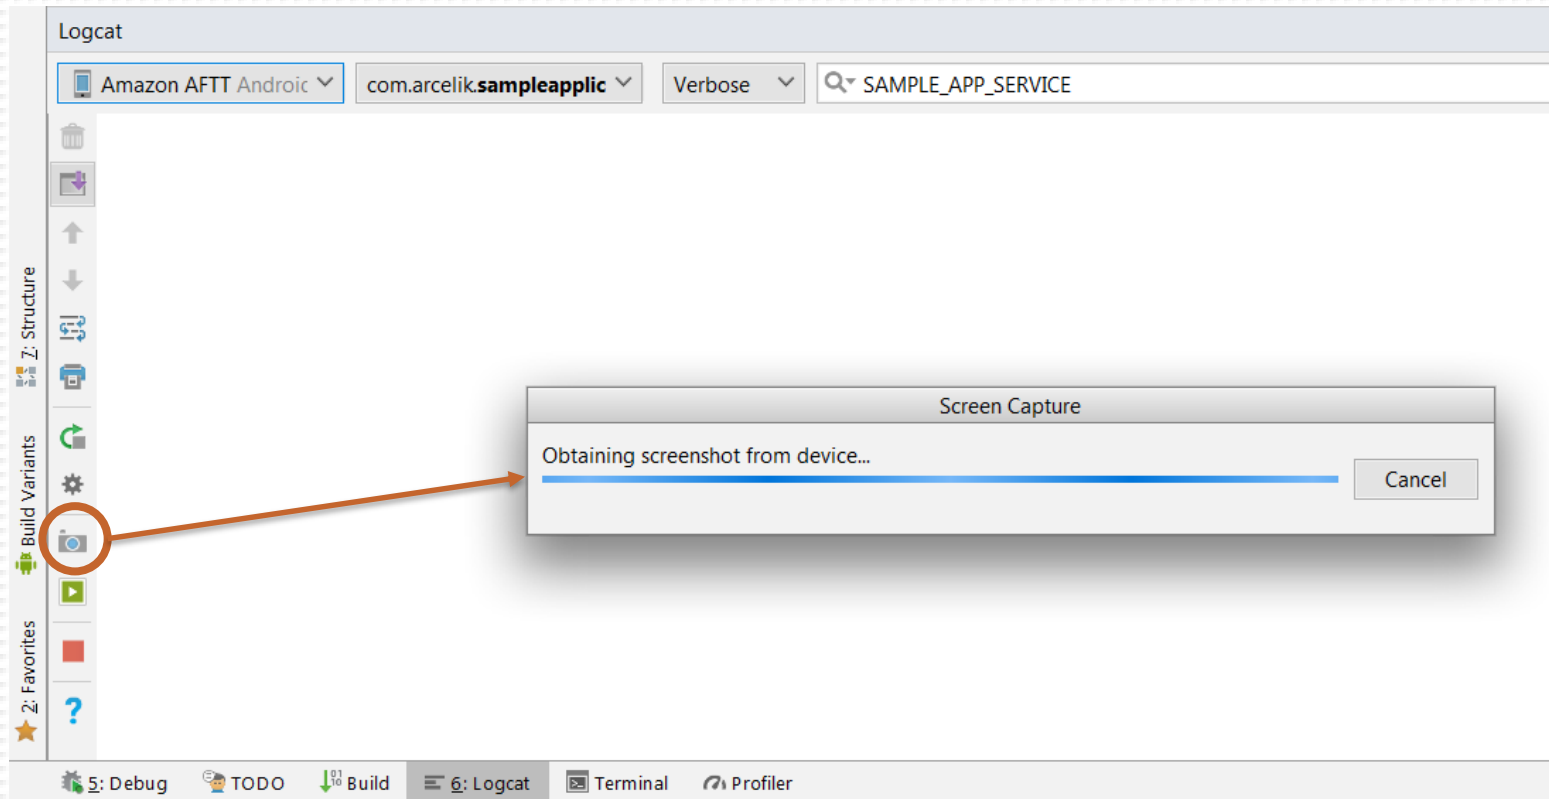 Logcat
Amazon AFTT Androic
com.arcelik.sampleapplic
Verbose
SAMPLE_APP_SERVICE
7: Structure
Build Variants
2: Favorites
Screen Capture
Obtaining screenshot from device...
Cancel
?
5: Debug
TODO
Build
6: Logcat
Terminal
Profiler